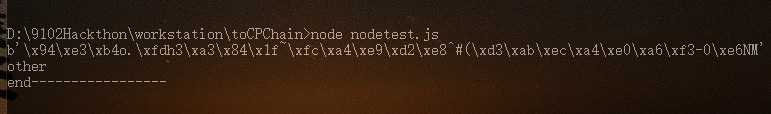 D:\9102Hackthon\workstation\toCPChain>node nodetest.js
b'\x94\xe3\xb4o.\xfdh3\xa3\x84\x1f~\xfc\xa4\xe9\xd2\xe8^#(\xd3\xab\xec\xa4\xe0\xa6\xf3-0\xe6NM'
other
end-----------------